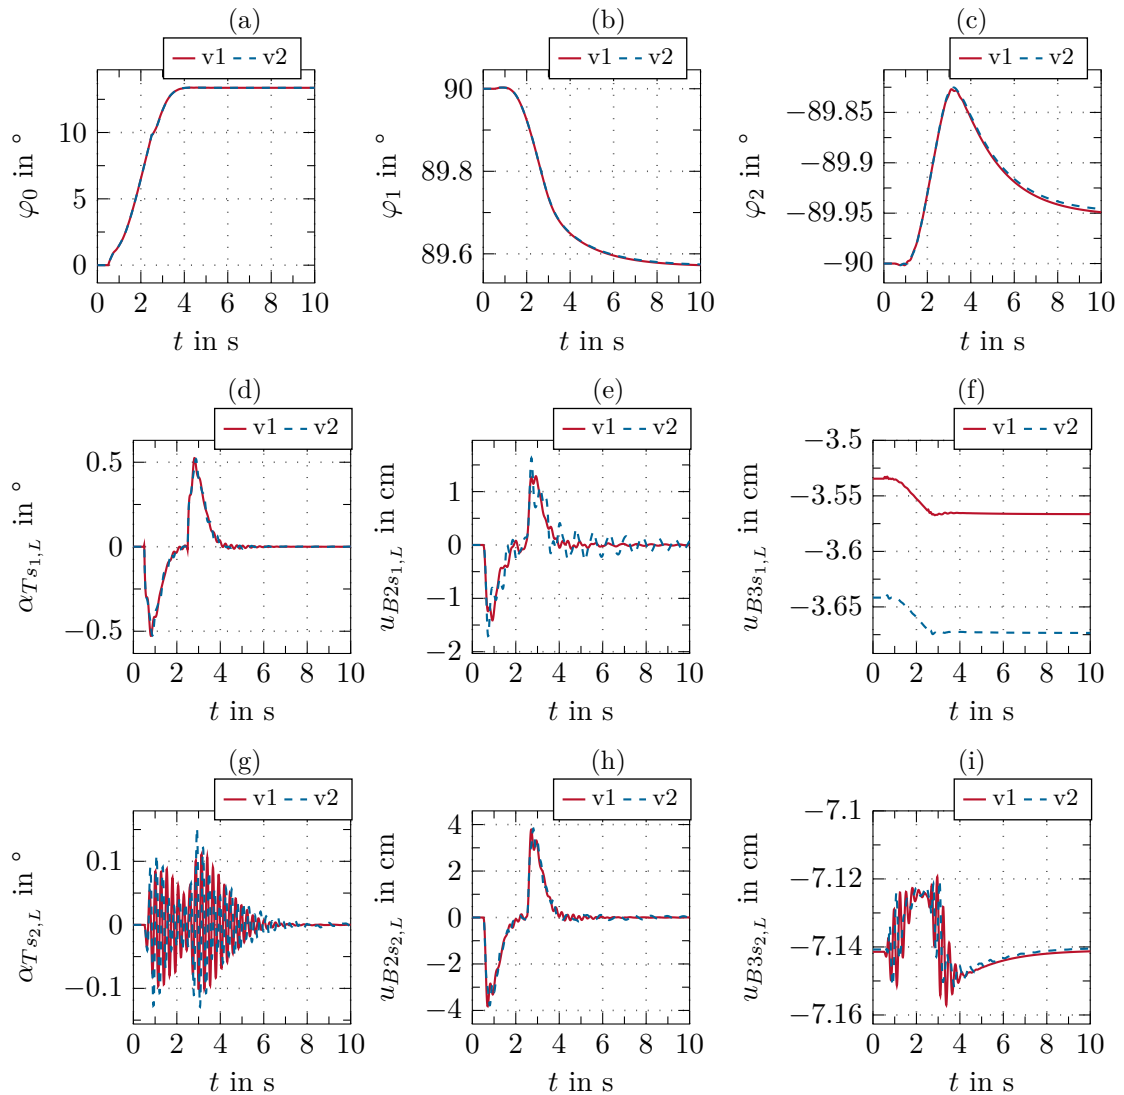 (a)
v1 v2
10
5
0
φ0 in °
0 2 4 6 8 10
t in s
(b)
v1 v2
90
89.8
89.6
φ1 in °
0 2 4 6 8 10
t in s
(c)
v1 v2
−89.85
−89.9
−89.95
−90
φ2 in °
0 2 4 6 8 10
t in s
(d)
v1 v2
0.5
0
−0.5
αTs1,L in °
0 2 4 6 8 10
t in s
(e)
v1 v2
1
0
−1
−2
uB2s1,L in cm
0 2 4 6 8 10
t in s
(f)
v1 v2
−3.5
−3.55
−3.6
−3.65
uB3s1,L in cm
0 2 4 6 8 10
t in s
(g)
v1 v2
0.1
0
−0.1
αTs2,L in °
0 2 4 6 8 10
t in s
(h)
v1 v2
4
2
0
−2
−4
uB2s2,L in cm
0 2 4 6 8 10
t in s
(i)
v1 v2
−7.1
−7.12
−7.14
−7.16
uB3s2,L in cm
0 2 4 6 8 10
t in s